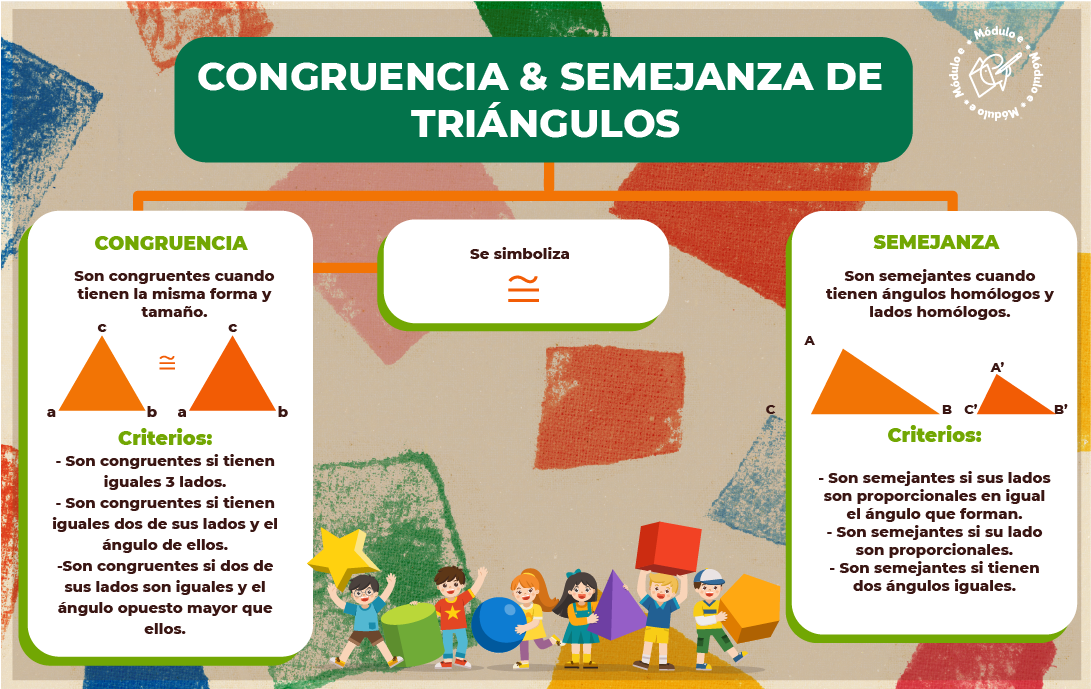 CONGRUENCIA & SEMEJANZA DE
TRIÁNGULOS
Módulo e • Módulo e • Módulo e • Módulo e •
CONGRUENCIA
Son congruentes cuando
tienen la misma forma y
tamaño.
c
c
≅
a
b
a
b
Criterios:
- Son congruentes si tienen
iguales 3 lados.
- Son congruentes si tienen
iguales dos de sus lados y el
ángulo de ellos.
-Son congruentes si dos de
sus lados son iguales y el
ángulo opuesto mayor que
ellos.
Se simboliza
≅
SEMEJANZA
Son semejantes cuando
tienen ángulos homólogos y
lados homólogos.
A
A’
C
B
C’
B’
Criterios:
- Son semejantes si sus lados
son proporcionales en igual
el ángulo que forman.
- Son semejantes si su lado
son proporcionales.
- Son semejantes si tienen
dos ángulos iguales.